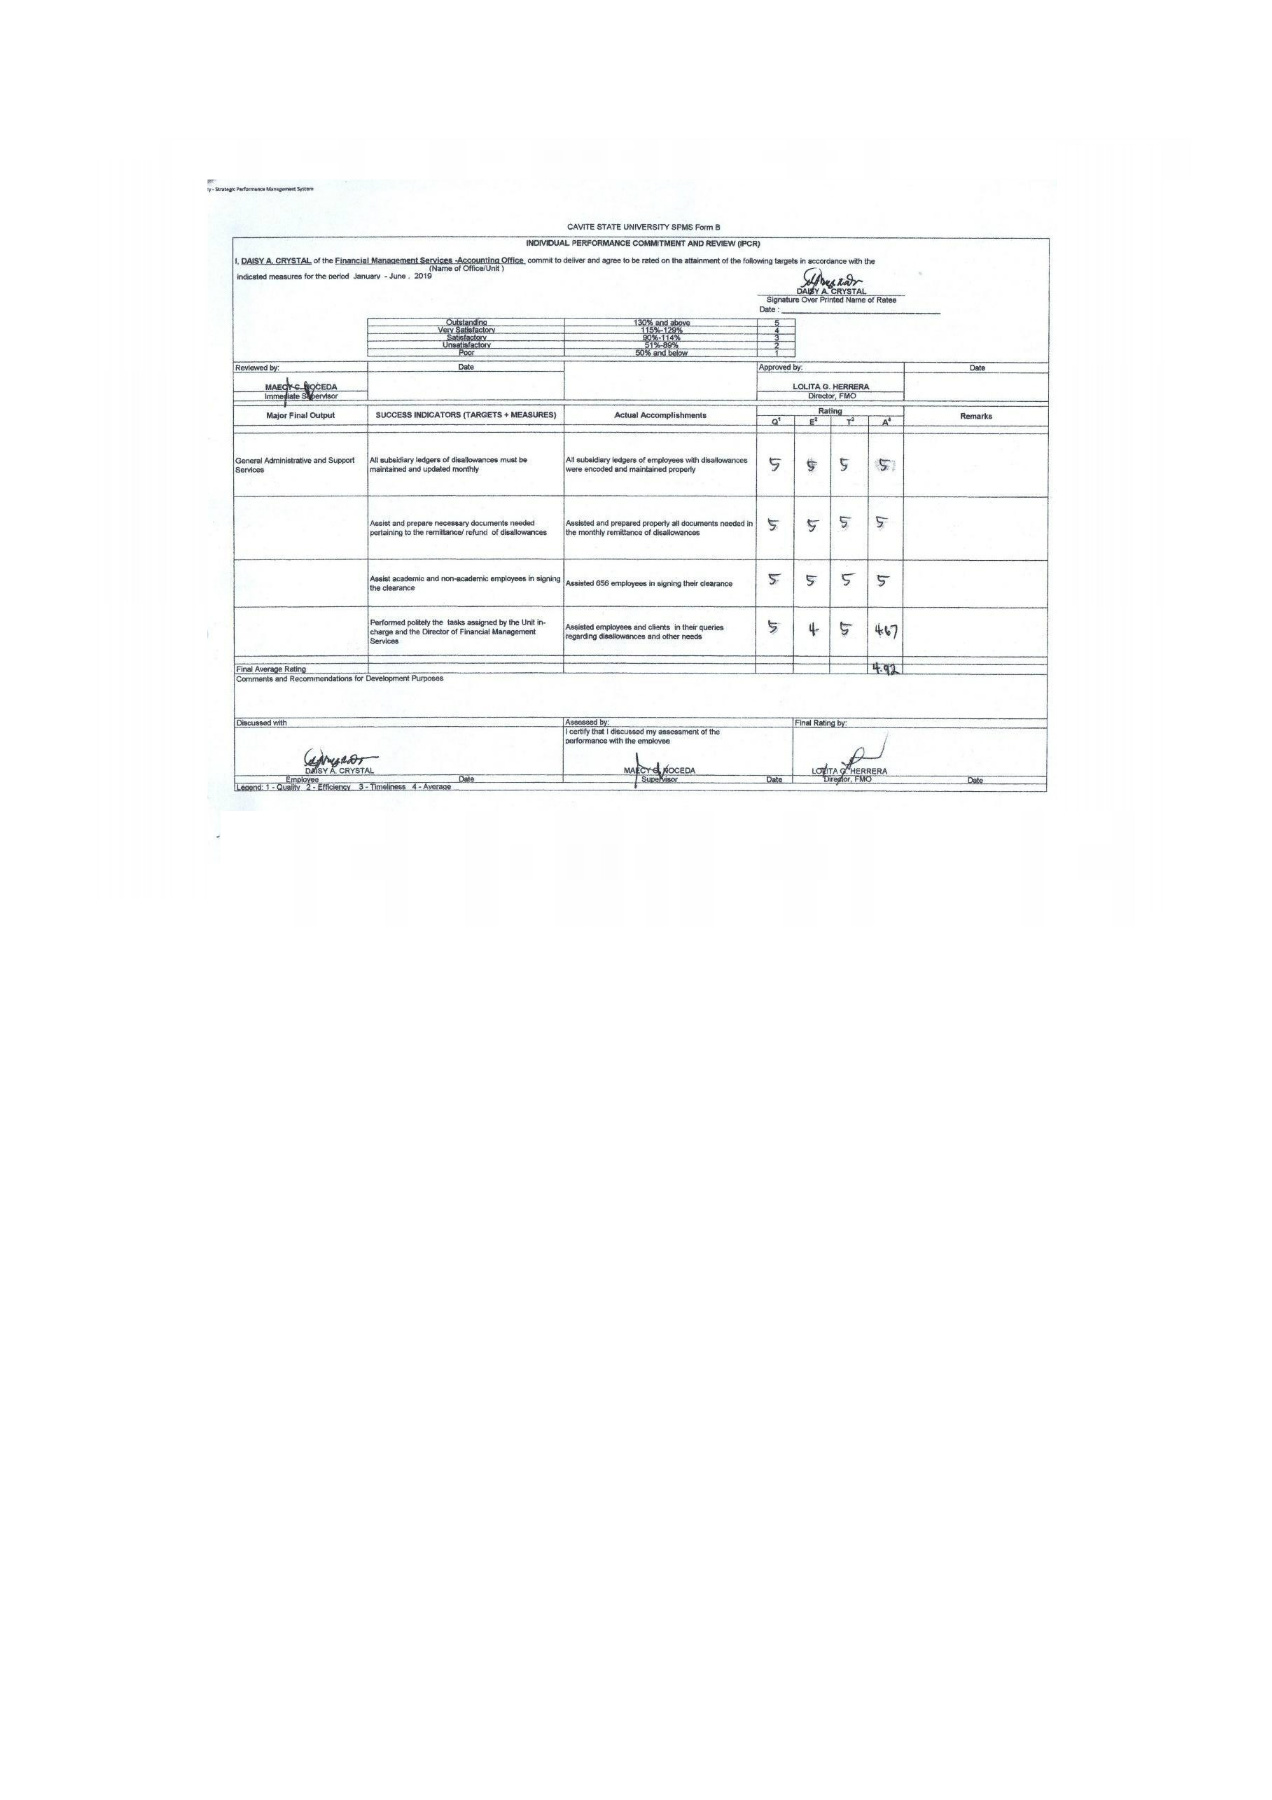 y - Strategic Performance Management System
CAVITE STATE UNIVERSITY SPMS Form B
INDIVIDUAL PERFORMANCE COMMITMENT AND REVIEW (IPCR)
I, DAISY A. CRYSTAL of the Financial Management Services -Accounting Office commit to deliver and agree to be rated on the attainment of the following targets in accordance with the
(Name of Office/Unit )
indicated measures for the period January - June , 2019
DAISY A. CRYSTAL
Signature Over Printed Name of Ratee
Date :
Outstanding 130% and above 5
Very Satisfactory 115%-129% 4
Satisfactory 90%-114% 3
Unsatisfactory 51%-89% 2
Poor 50% and below 1
Reviewed by: Date Approved by: Date
MAECY C. NOCEDA LOLITA G. HERRERA
Immediate Supervisor Director, FMO
Major Final Output SUCCESS INDICATORS (TARGETS + MEASURES) Actual Accomplishments Rating Remarks
Q1 E2 T3 A4
General Administrative and Support All subsidiary ledgers of disallowances must be All subsidiary ledgers of employees with disallowances 5 5 5 5
Services maintained and updated monthly were encoded and maintained properly
Assist and prepare necessary documents needed Assisted and prepared properly all documents needed in 5 5 5 5
pertaining to the remittance/ refund of disallowances the monthly remittance of disallowances
Assist academic and non-academic employees in signing Assisted 656 employees in signing their clearance 5 5 5 5
the clearance
Performed politely the tasks assigned by the Unit in- Assisted employees and clients in their queries 5 4 5 4.67
charge and the Director of Financial Management regarding disallowances and other needs
Services
Final Average Rating 4.92
Comments and Recommendations for Development Purposes
Discussed with Assessed by: Final Rating by:
I certify that I discussed my assessment of the
performance with the employee
DAISY A. CRYSTAL MAECY C. NOCEDA LOLITA G. HERRERA
Employee Date Supervisor Date Director, FMO Date
Legend: 1 - Quality 2 - Efficiency 3 - Timeliness 4 - Average